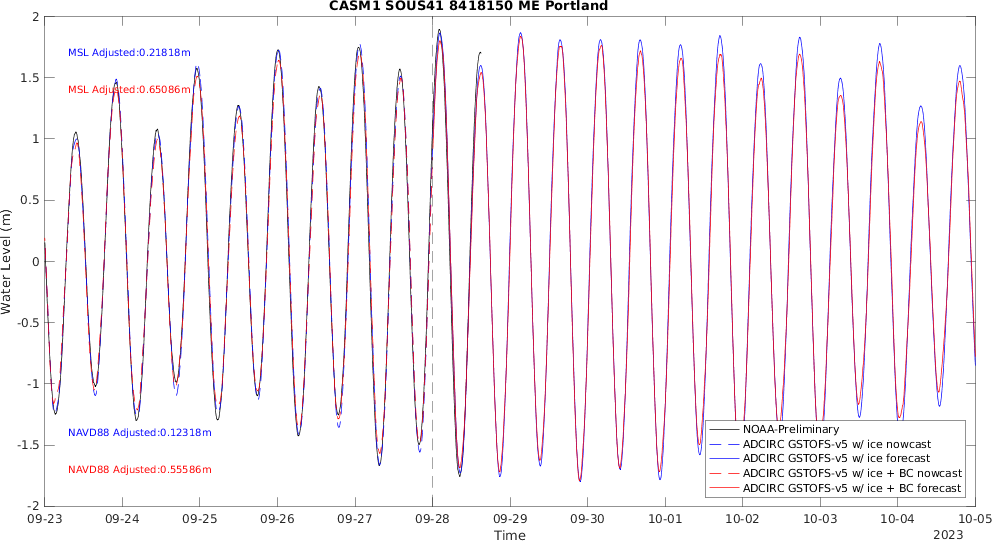 CASM1 SOUS41 8418150 ME Portland
2
1.5
1
0.5
0
-0.5
-1
-1.5
-2
Water Level (m)
MSL Adjusted:0.21818m
MSL Adjusted:0.65086m
NAVD88 Adjusted:0.12318m
NAVD88 Adjusted:0.55586m
NOAA-Preliminary
ADCIRC GSTOFS-v5 w/ ice nowcast
ADCIRC GSTOFS-v5 w/ ice forecast
ADCIRC GSTOFS-v5 w/ ice + BC nowcast
ADCIRC GSTOFS-v5 w/ ice + BC forecast
09-23 09-24 09-25 09-26 09-27 09-28 09-29 09-30 10-01 10-02 10-03 10-04 10-05
Time
2023